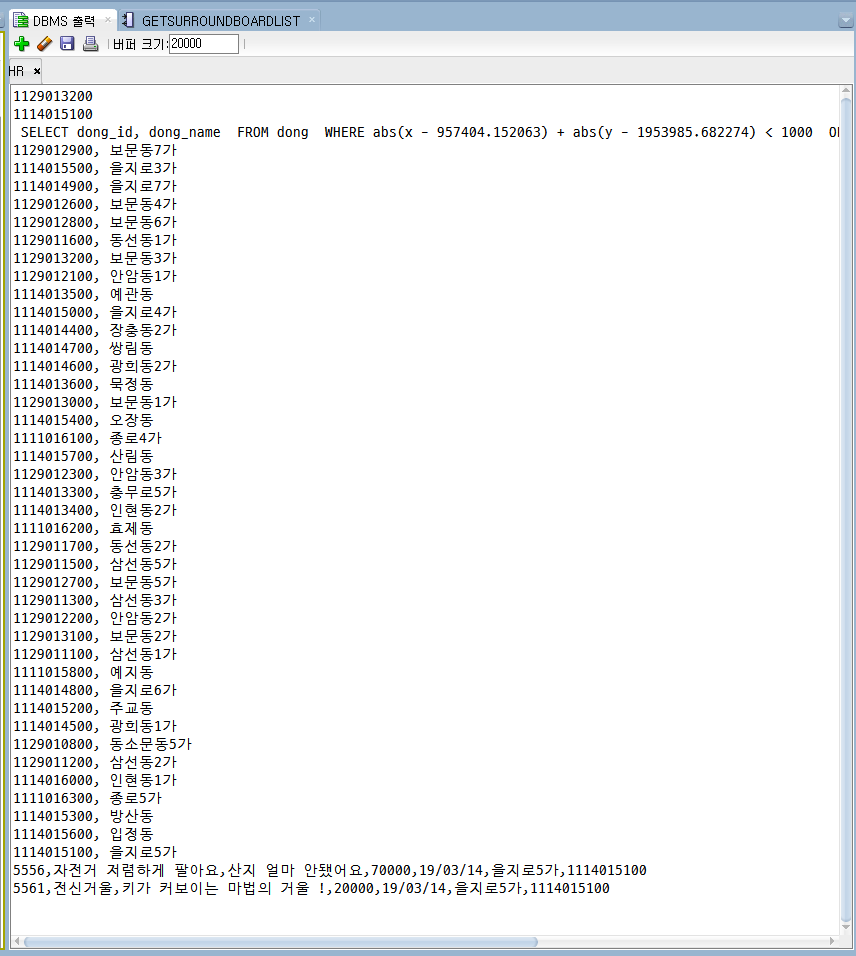 DBMS 출력
GETSURROUNDBOARDLIST
버퍼 크기:20000
HR
1129013200
1114015100
SELECT dong_id, dong_name  FROM dong  WHERE abs(x - 957404.152063) + abs(y - 1953985.682274) < 1000
1129012900, 보문동7가
1114015500, 을지로3가
1114014900, 을지로7가
1129012600, 보문동4가
1129012800, 보문동6가
1129011600, 동선동1가
1129013200, 보문동3가
1129012100, 안암동1가
1114013500, 예관동
1114015000, 을지로4가
1114014400, 장충동2가
1114014700, 쌍림동
1114014600, 광희동2가
1114013600, 묵정동
1129013000, 보문동1가
1114015400, 오장동
1111016100, 종로4가
1114015700, 산림동
1129012300, 안암동3가
1114013300, 충무로5가
1114013400, 인현동2가
1111016200, 효제동
1129011700, 동선동2가
1129011500, 삼선동5가
1129012700, 보문동5가
1129011300, 삼선동3가
1129012200, 안암동2가
1129013100, 보문동2가
1129011100, 삼선동1가
1111015800, 예지동
1114014800, 을지로6가
1114015200, 주교동
1114014500, 광희동1가
1129010800, 동소문동5가
1129011200, 삼선동2가
1114016000, 인현동1가
1111016300, 종로5가
1114015300, 방산동
1114015600, 입정동
1114015100, 을지로5가
5556,자전거 저렴하게 팔아요,산지 얼마 안됐어요,70000,19/03/14,을지로5가,1114015100
5561,전신거울,키가 커보이는 마법의 거울 !,20000,19/03/14,을지로5가,1114015100